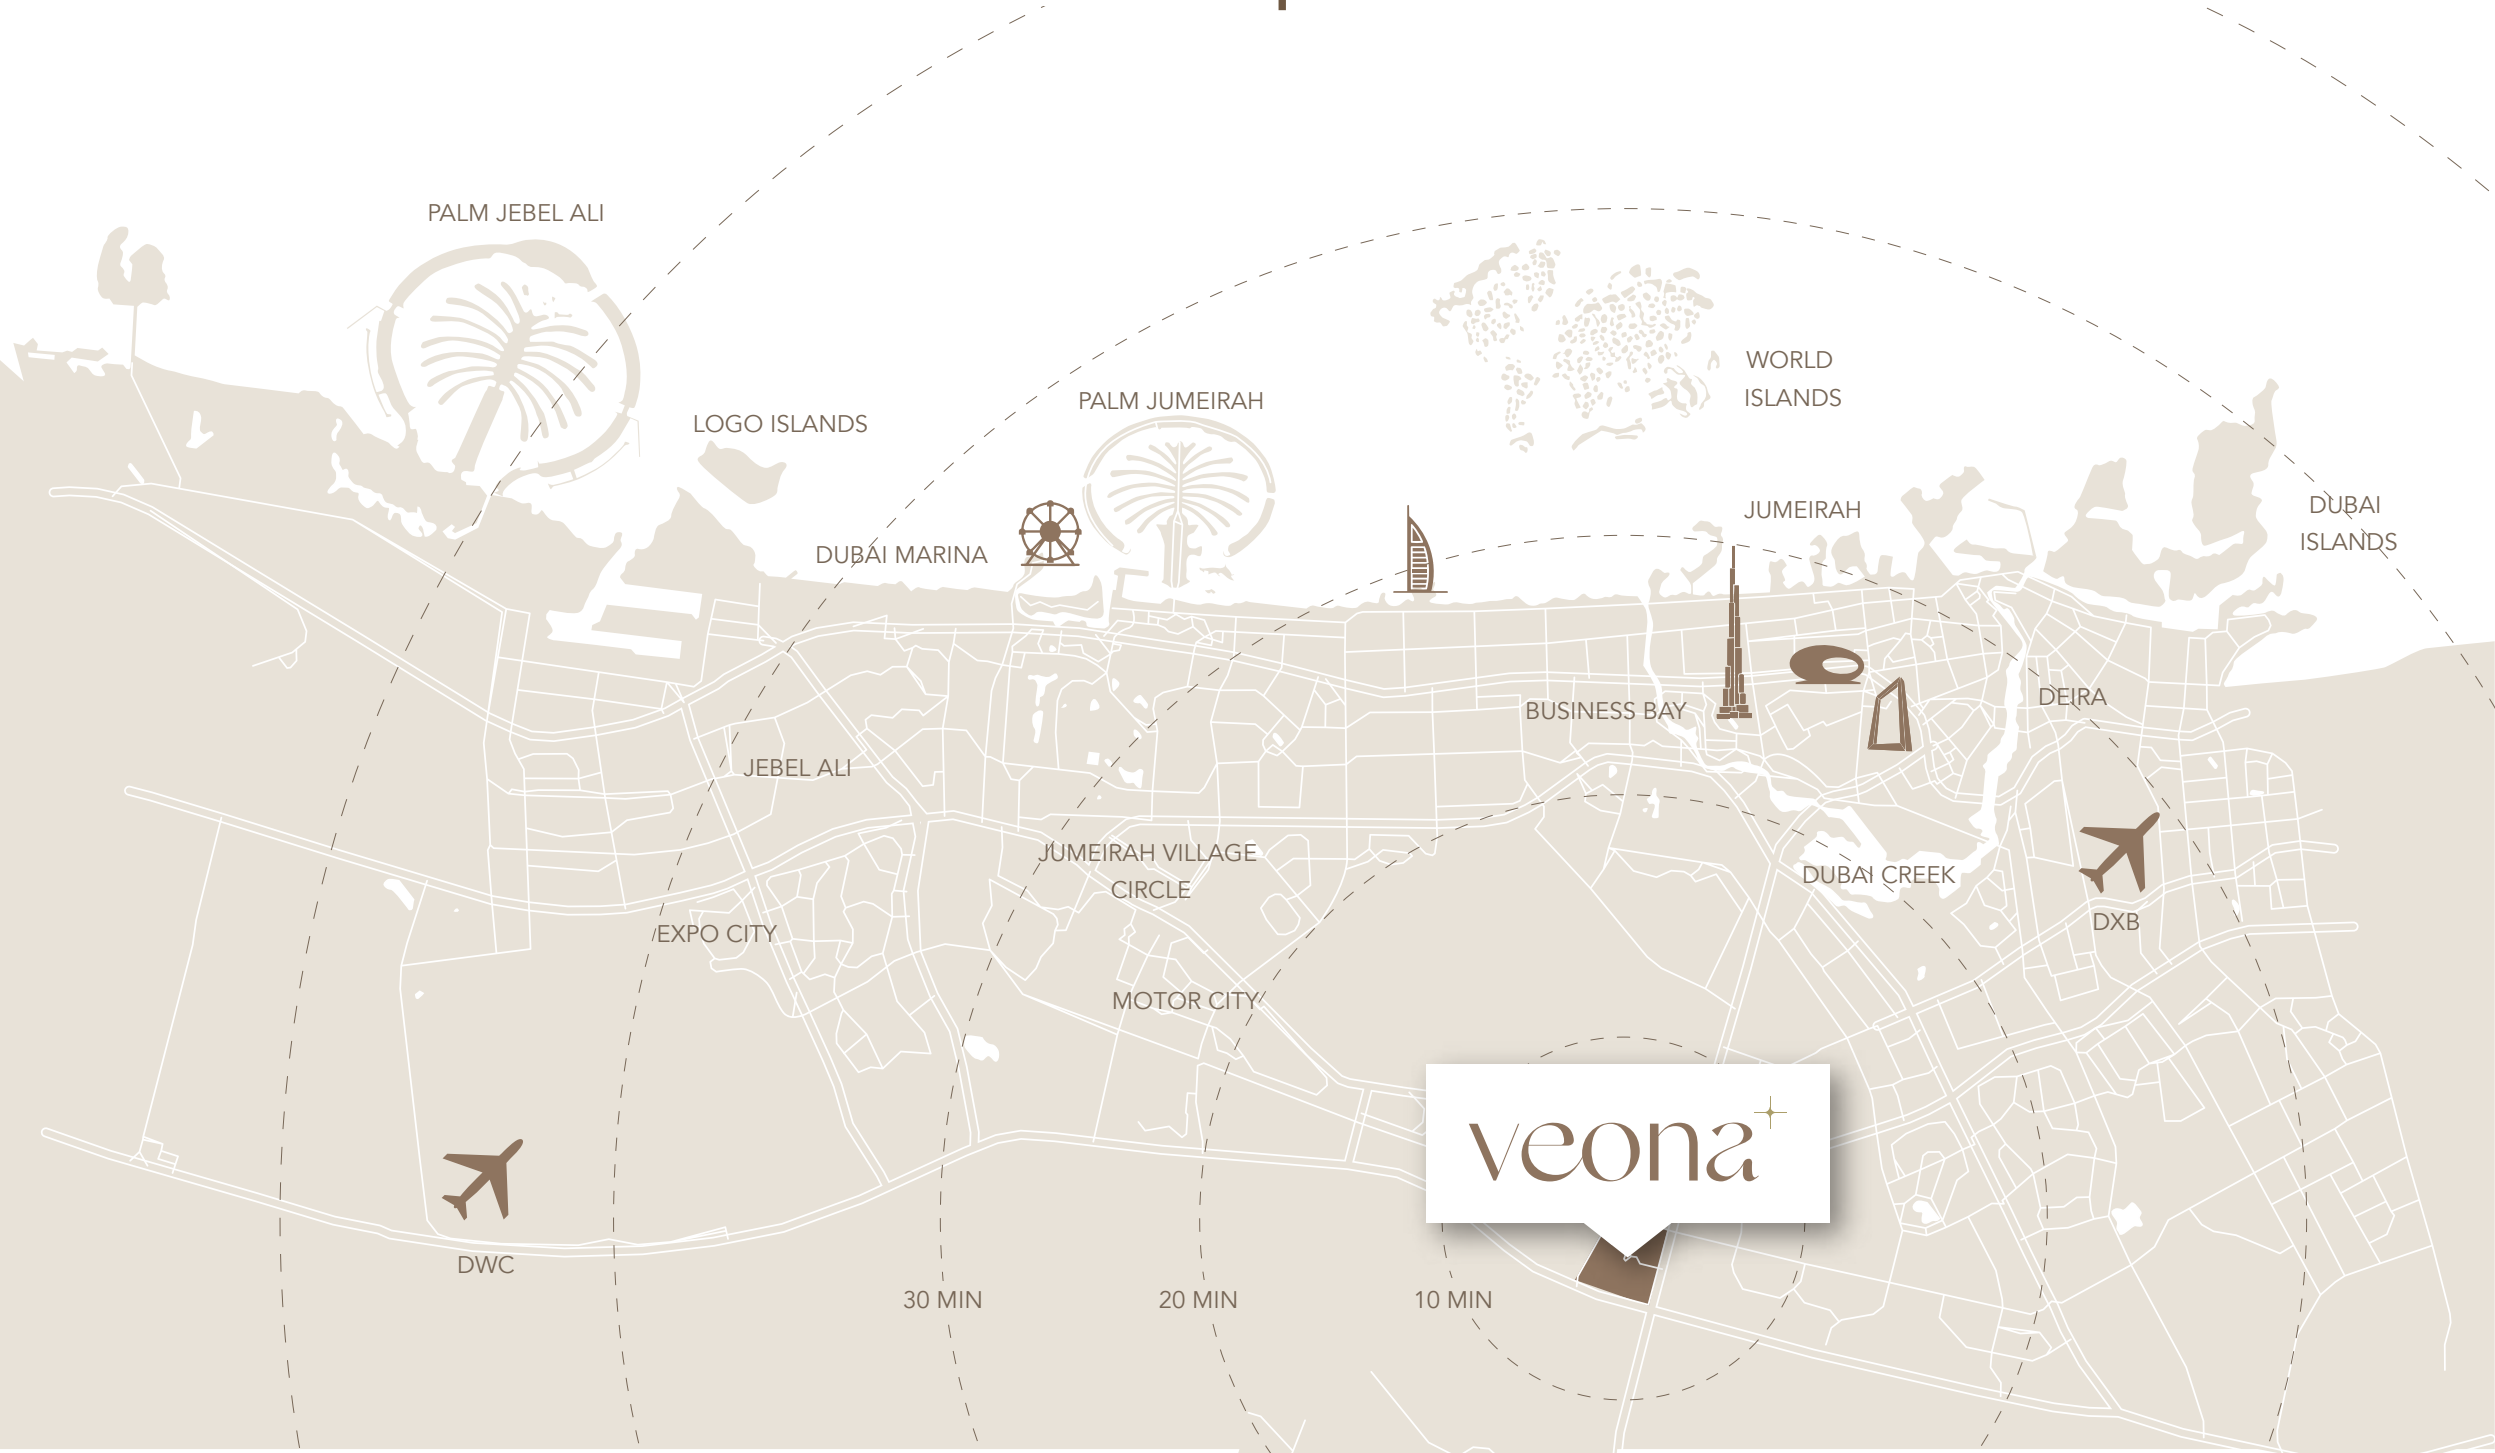 PALM JEBEL ALI
WORLD
ISLANDS
PALM JUMEIRAH
LOGO ISLANDS
DUBAI
ISLANDS
JUMEIRAH
DUBAI MARINA
DEIRA
BUSINESS BAY
JEBEL ALI
JUMEIRAH VILLAGE
CIRCLE
DUBAI CREEK
DXB
EXPO CITY
MOTOR CITY
veona
DWC
30 MIN
20 MIN
10 MIN